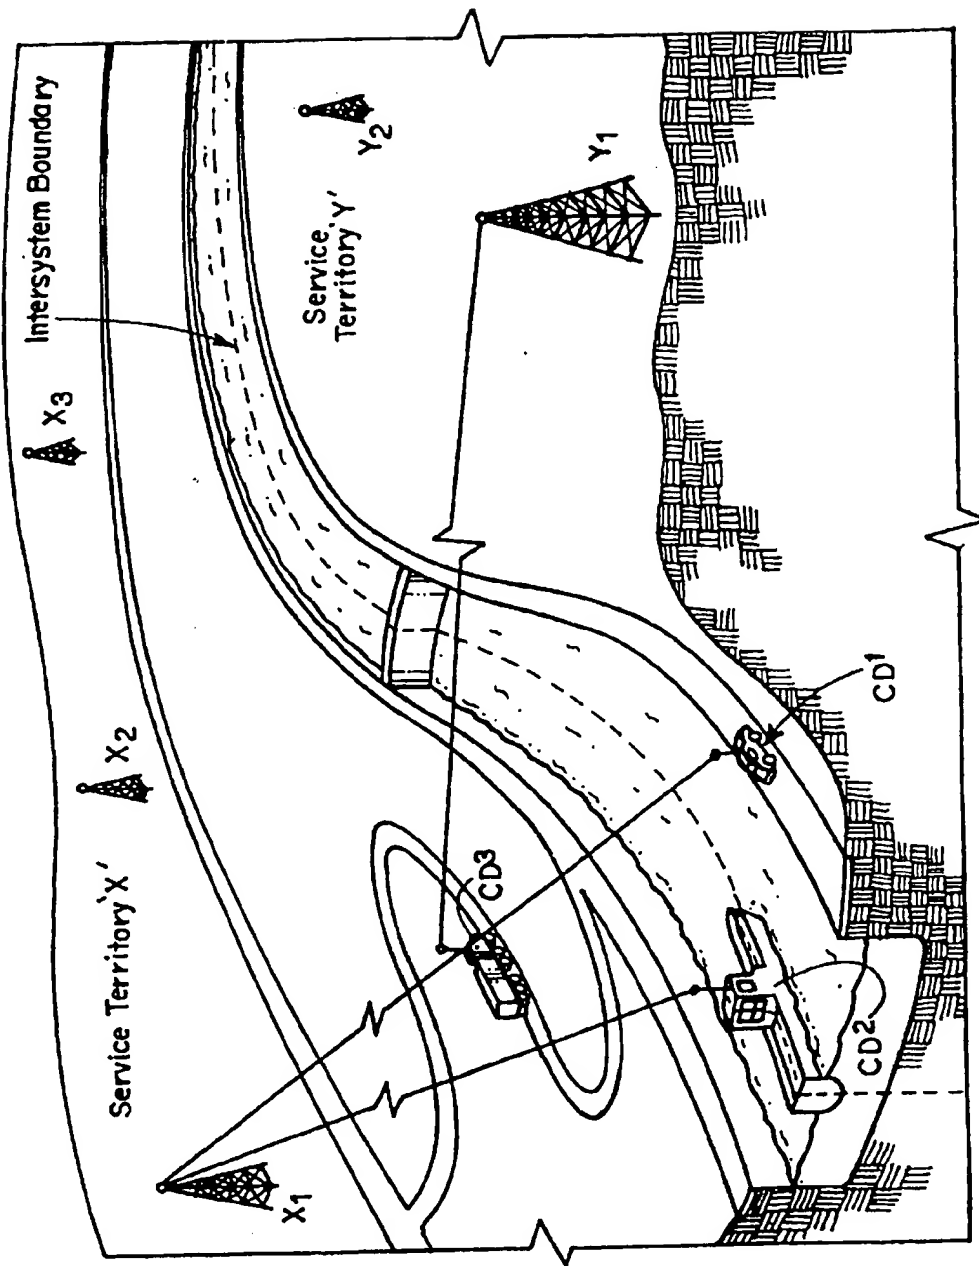 Service Territory 'X'
X2
X3
Intersystem Boundary
X1
CD3
Service
Territory 'Y'
Y2
Y1
CD2
CD1